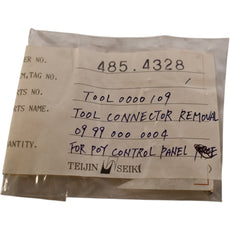 ER NO. 485.4328
M,TAG NO.
RTS NO. TOOL 0000109
ARTS NAME. TOOL CONNECTOR REMOVAL
09 99 000 0004
ANTITY. FOR POY CONTROL PANEL
TEIJIN SEIKI